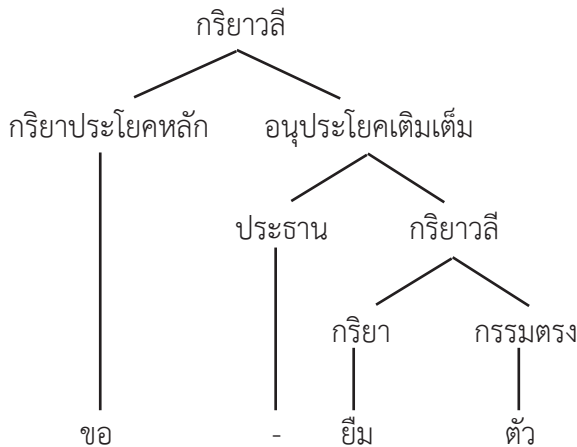 กริยาวลี
กริยาประโยคหลัก อนุประโยคเติมเต็ม
ประธาน กริยาวลี
กริยา กรรมตรง
ขอ - ยืม ตัว